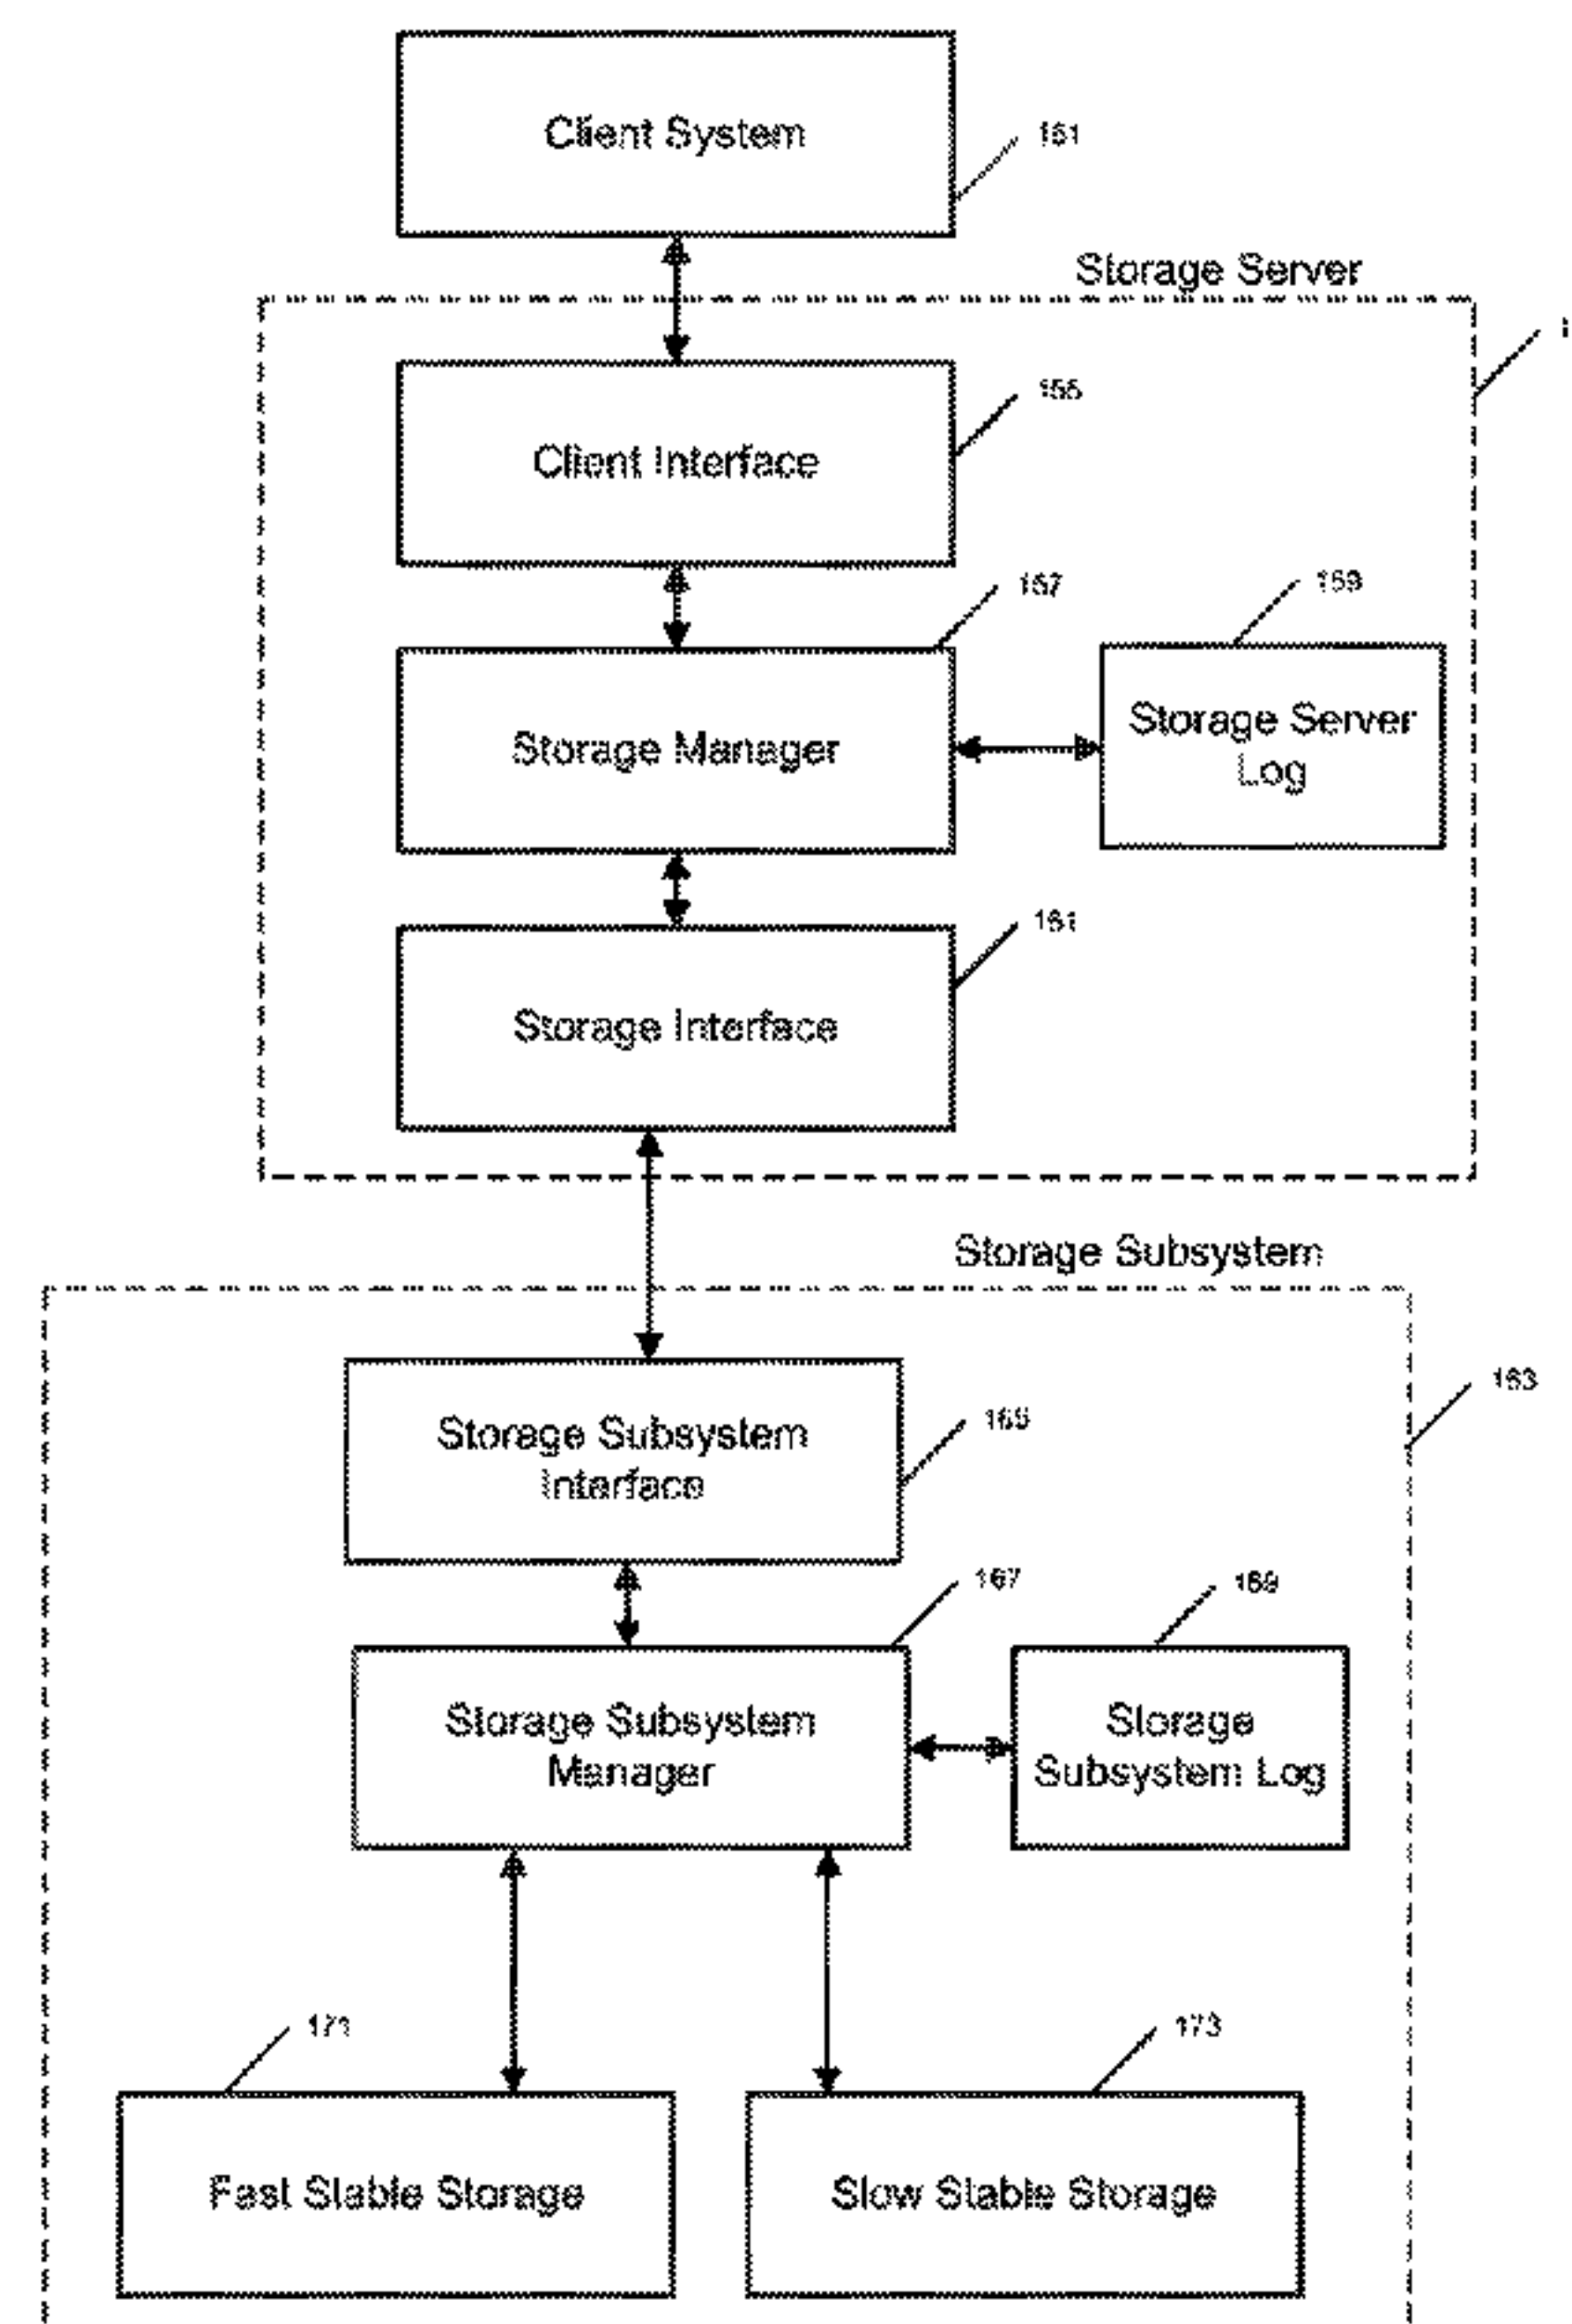 Client System
151
Storage Server
Client Interface
155
157
159
Storage Manager
Storage Server
Log
161
Storage Interface
Storage Subsystem
163
Storage Subsystem
Interface
165
167
169
Storage Subsystem
Manager
Storage
Subsystem Log
171
173
Fast Stable Storage
Slow Stable Storage